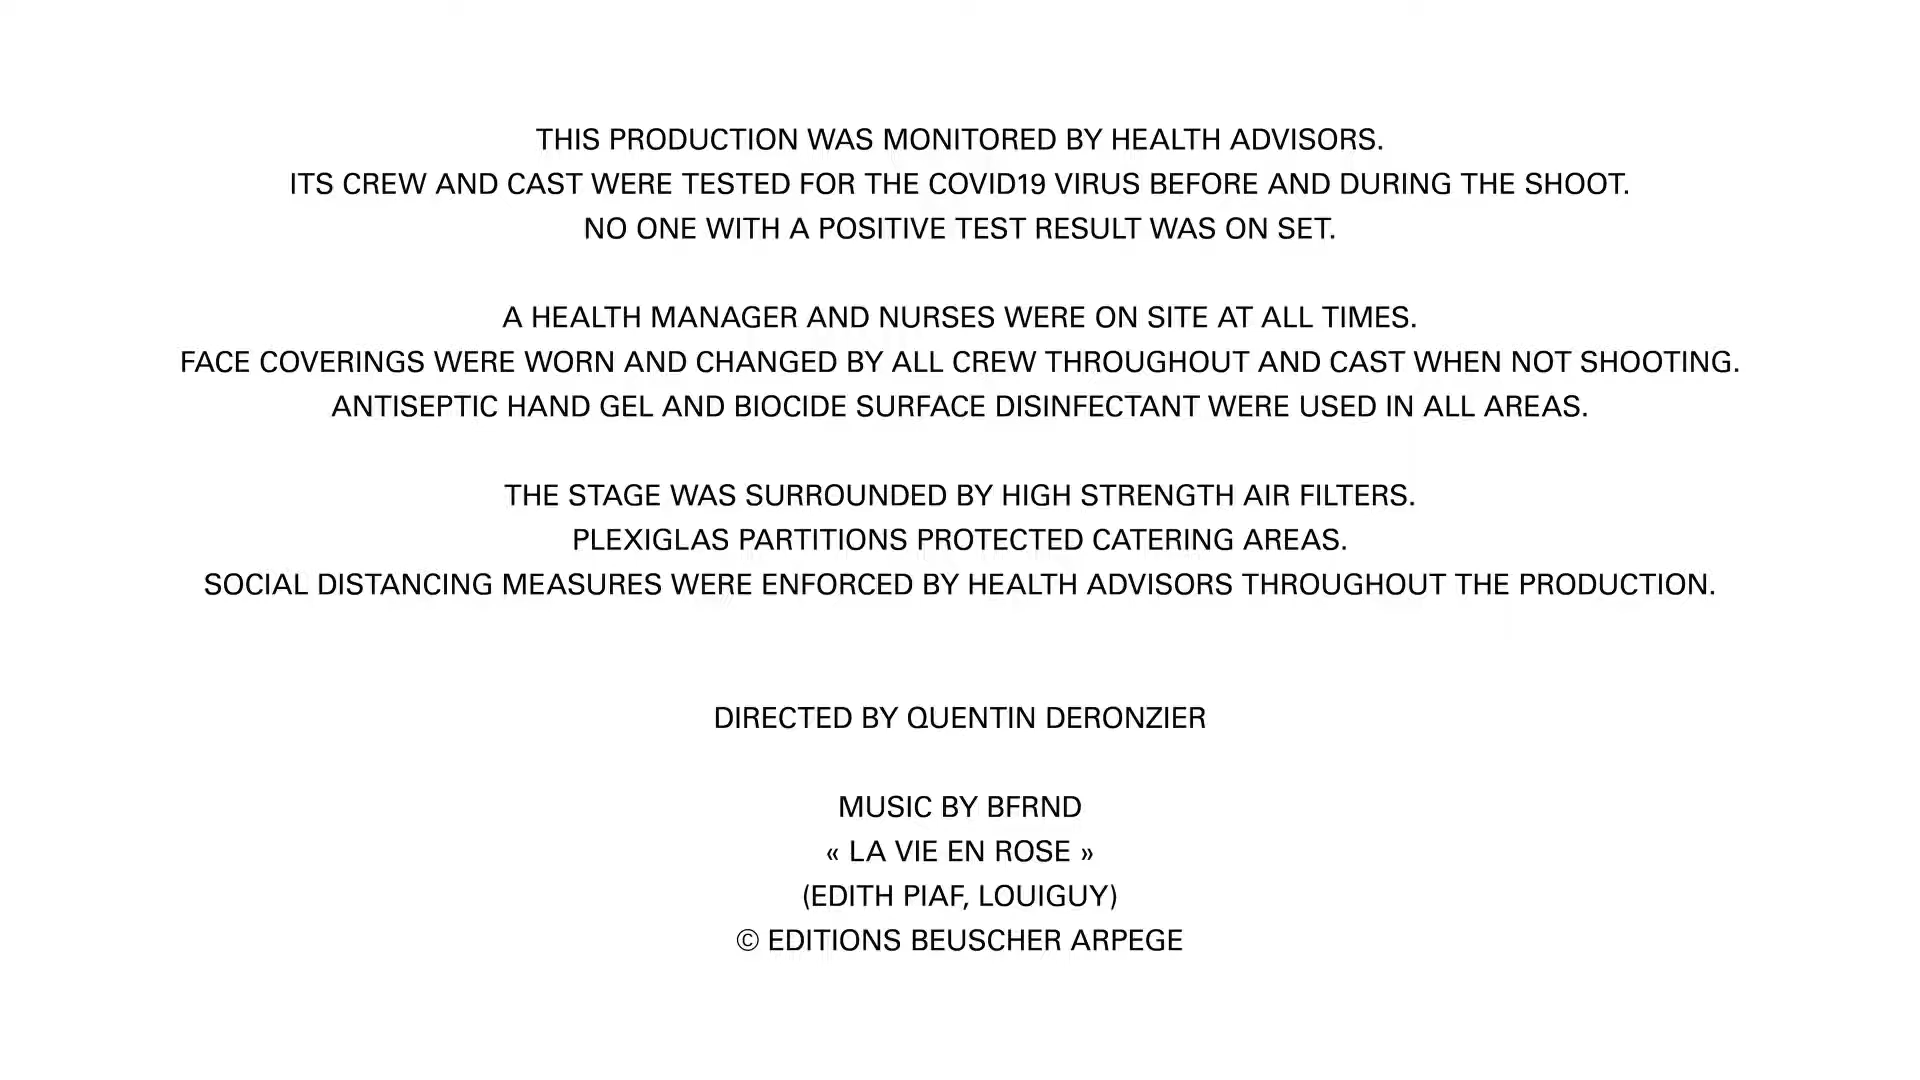 THIS PRODUCTION WAS MONITORED BY HEALTH ADVISORS.
ITS CREW AND CAST WERE TESTED FOR THE COVID19 VIRUS BEFORE AND DURING THE SHOOT.
NO ONE WITH A POSITIVE TEST RESULT WAS ON SET.
A HEALTH MANAGER AND NURSES WERE ON SITE AT ALL TIMES.
FACE COVERINGS WERE WORN AND CHANGED BY ALL CREW THROUGHOUT AND CAST WHEN NOT SHOOTING.
ANTISEPTIC HAND GEL AND BIOCIDE SURFACE DISINFECTANT WERE USED IN ALL AREAS.
THE STAGE WAS SURROUNDED BY HIGH STRENGTH AIR FILTERS.
PLEXIGLAS PARTITIONS PROTECTED CATERING AREAS.
SOCIAL DISTANCING MEASURES WERE ENFORCED BY HEALTH ADVISORS THROUGHOUT THE PRODUCTION.
DIRECTED BY QUENTIN DERONZIER
MUSIC BY BFRND
« LA VIE EN ROSE »
(EDITH PIAF, LOUIGUY)
© EDITIONS BEUSCHER ARPEGE